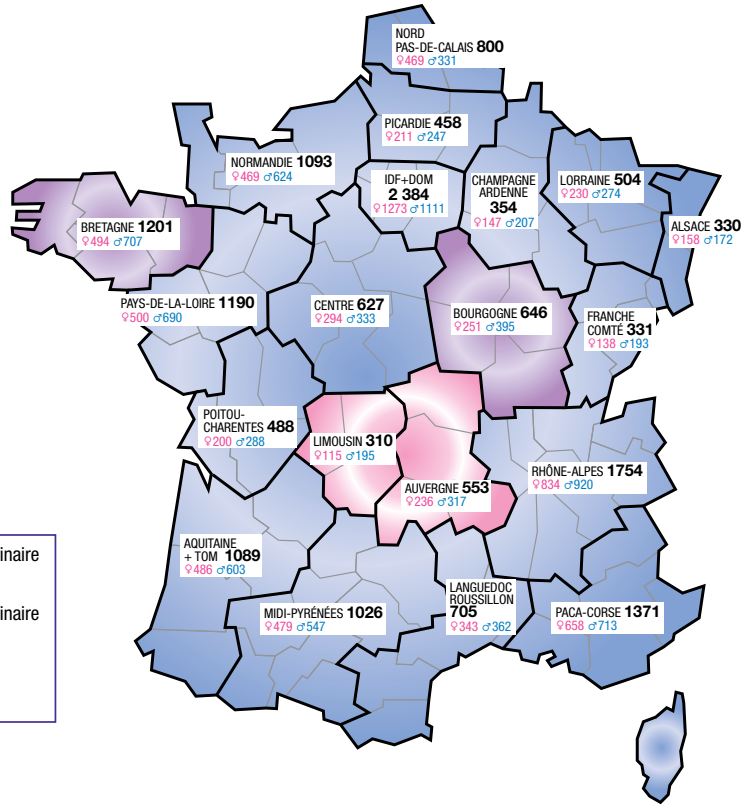 NORD
PAS-DE-CALAIS 800
♀469 ♂331
PICARDIE 458
♀211 ♂247
NORMANDIE 1093
♀469 ♂624
IDF+DOM
2 384
♀1273 ♂1111
CHAMPAGNE
ARDENNE
354
♀147 ♂207
LORRAINE 504
♀230 ♂274
ALSACE 330
♀158 ♂172
BRETAGNE 1201
♀494 ♂707
PAYS-DE-LA-LOIRE 1190
♀500 ♂690
CENTRE 627
♀294 ♂333
BOURGOGNE 646
♀251 ♂395
FRANCHE
COMTÉ 331
♀138 ♂193
POITOU-
CHARENTES 488
♀200 ♂288
LIMOUSIN 310
♀115 ♂195
AUVERGNE 553
♀236 ♂317
RHÔNE-ALPES 1754
♀834 ♂920
AQUITAINE
+ TOM 1089
♀486 ♂603
MIDI-PYRÉNÉES 1026
♀479 ♂547
LANGUEDOC
ROUSSILLON
705
♀343 ♂362
PACA-CORSE 1371
♀658 ♂713
inaire
inaire